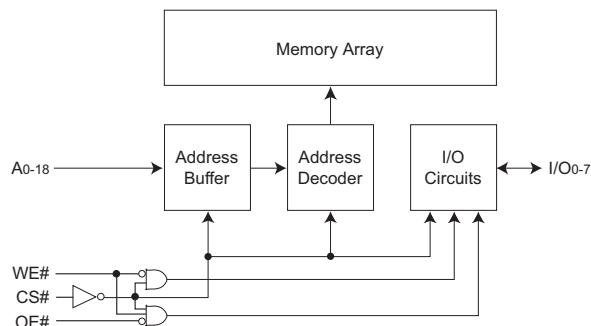 Memory Array
A0-18
Address
Buffer
Address
Decoder
I/O
Circuits
I/O0-7
WE#
CS#
OE#